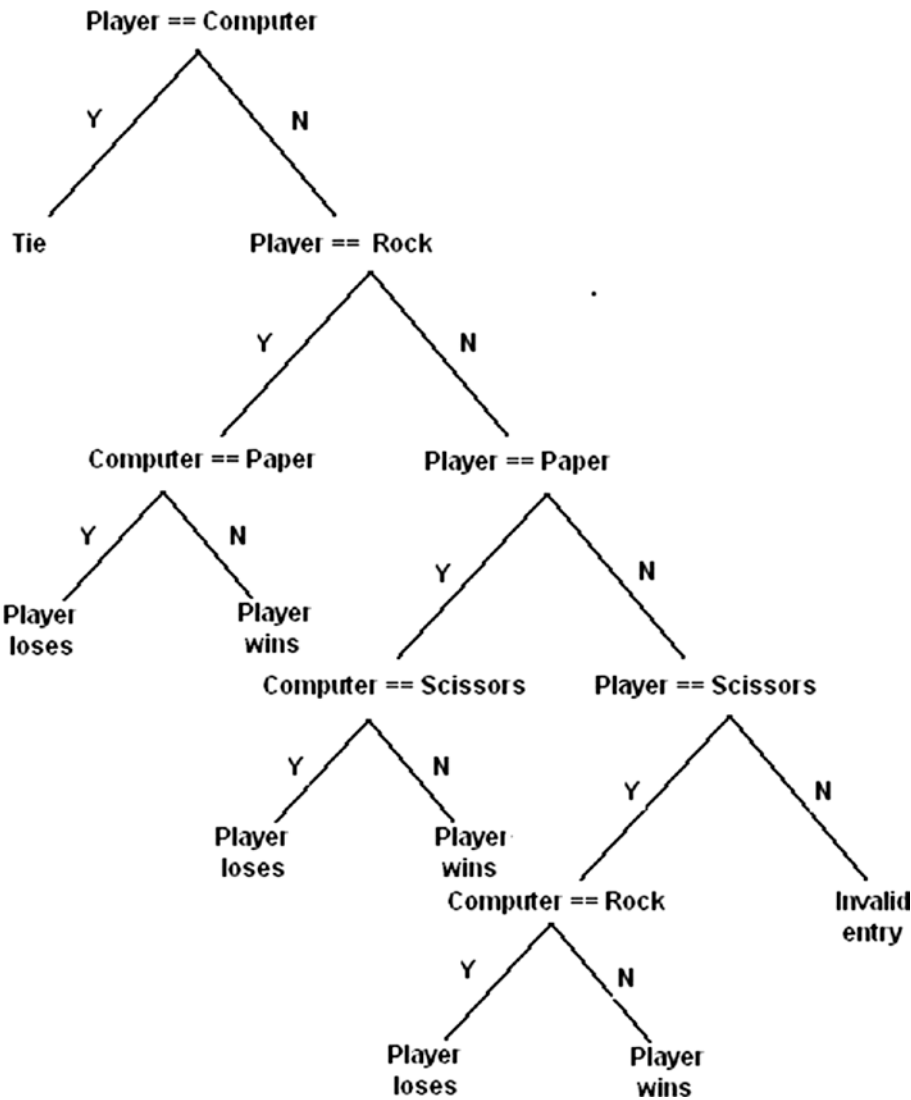 Player == Computer
Y
N
Tie
Player == Rock
Y
N
Computer == Paper
Player == Paper
Y
N
Y
N
Player
loses
Player
wins
Computer == Scissors
Player == Scissors
Y
N
Y
N
Player
loses
Player
wins
Computer == Rock
Invalid
entry
Y
N
Player
loses
Player
wins